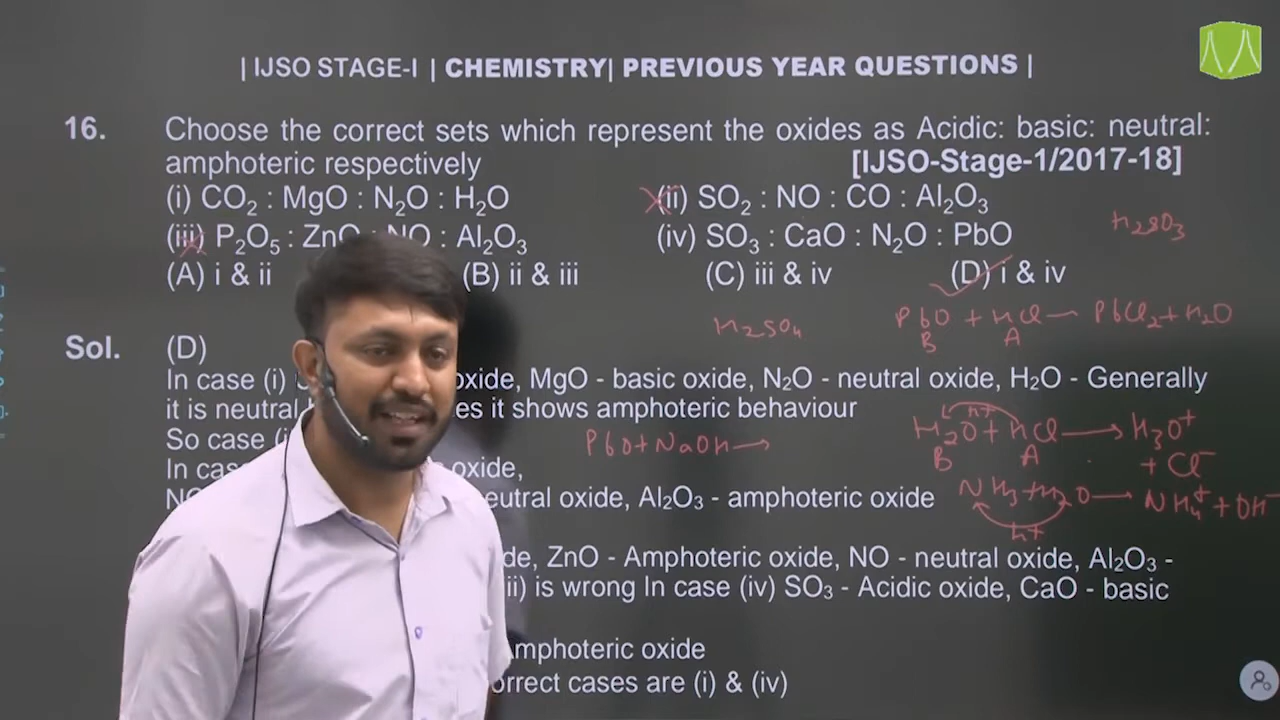 | IJSO STAGE-I | CHEMISTRY| PREVIOUS YEAR QUESTIONS |
16. Choose the correct sets which represent the oxides as Acidic: basic: neutral:
amphoteric respectively [IJSO-Stage-1/2017-18]
(i) CO₂ : MgO : N₂O : H₂O (ii) SO₂ : NO : CO : Al₂O₃
(iii) P₂O₅ : ZnO : NO : Al₂O₃ (iv) SO₃ : CaO : N₂O : PbO
H₂SO₃
(A) i & ii (B) ii & iii (C) iii & iv (D) i & iv
H₂SO₄ PbO + HCl — PbCl₂ + H₂O
B A
Sol. (D)
In case (i) oxide, MgO - basic oxide, N₂O - neutral oxide, H₂O - Generally
it is neutral es it shows amphoteric behaviour
H₂O + HCl → H₃O⁺
h⁺
+ Cl⁻
B A
So case (i
PbO + NaOH →
In cas oxide,
eutral oxide, Al₂O₃ - amphoteric oxide
NH₃ + H₂O → NH₄⁺ + OH⁻
h⁺
de, ZnO - Amphoteric oxide, NO - neutral oxide, Al₂O₃ -
ii) is wrong In case (iv) SO₃ - Acidic oxide, CaO - basic
Amphoteric oxide
orrect cases are (i) & (iv)